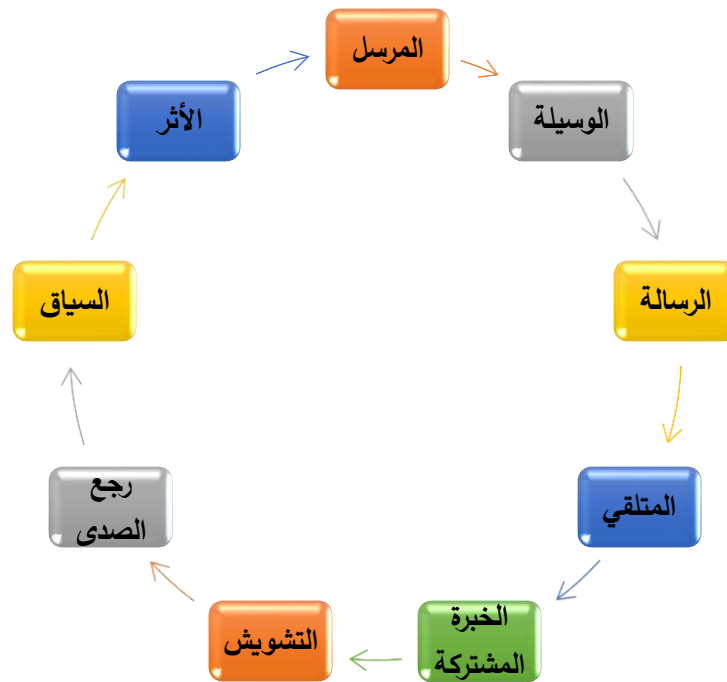 المرسل
الوسيلة
الرسالة
المتلقي
الخبرة
المشتركة
التشويش
رجع
الصدى
السياق
الأثر